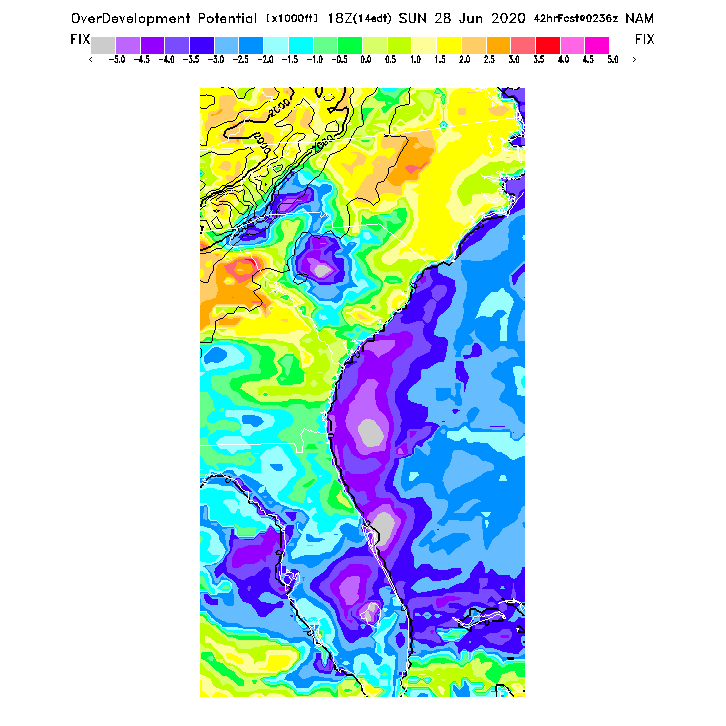 OverDevelopment Potential [x1000ft] 18Z(14edt) SUN 28 Jun 2020 42hrFcst@0236z NAM
FIX FIX
< -5.0 -4.5 -4.0 -3.5 -3.0 -2.5 -2.0 -1.5 -1.0 -0.5 0.0 0.5 1.0 1.5 2.0 2.5 3.0 3.5 4.0 4.5 5.0 >
2000
2000